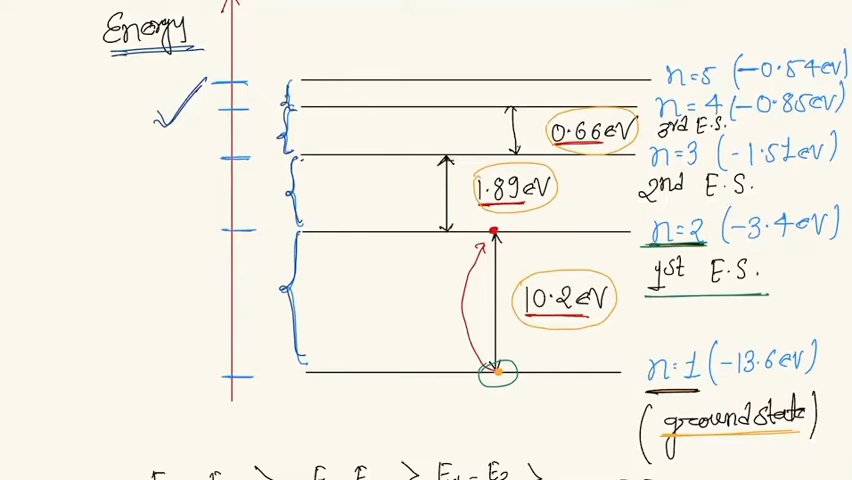 Energy
n=5 (-0.54eV)
n=4 (-0.85eV)
0.66eV
3rd E.S.
n=3 (-1.51eV)
1.89eV
2nd E.S.
n=2 (-3.4eV)
1st E.S.
10.2eV
n=1 (-13.6eV)
(ground state)